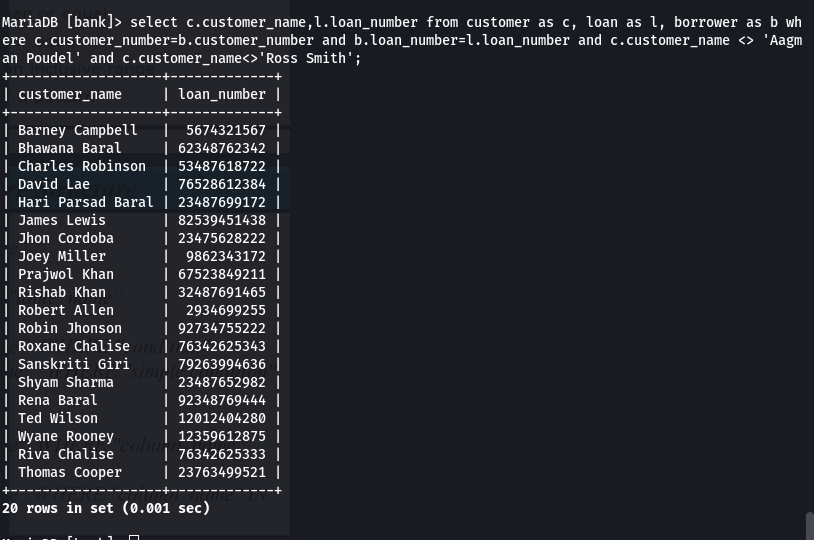 MariaDB [bank]> select c.customer_name,l.loan_number from customer as c, loan as l, borrower as b wh
ere c.customer_number=b.customer_number and b.loan_number=l.loan_number and c.customer_name <> 'Aagm
an Poudel' and c.customer_name<>'Ross Smith';
+-------------------+-------------+
| customer_name     | loan_number |
+-------------------+-------------+
| Barney Campbell   |  5674321567 |
| Bhawana Baral     | 62348762342 |
| Charles Robinson  | 53487618722 |
| David Lae         | 76528612384 |
| Hari Parsad Baral | 23487699172 |
| James Lewis       | 82539451438 |
| Jhon Cordoba      | 23475628222 |
| Joey Miller       |  9862343172 |
| Prajwol Khan      | 67523849211 |
| Rishab Khan       | 32487691465 |
| Robert Allen      |  2934699255 |
| Robin Jhonson     | 92734755222 |
| Roxane Chalise    | 76342625343 |
| Sanskriti Giri    | 79263994636 |
| Shyam Sharma      | 23487652982 |
| Rena Baral        | 92348769444 |
| Ted Wilson        | 12012404280 |
| Wyane Rooney      | 12359612875 |
| Riva Chalise      | 76342625333 |
| Thomas Cooper     | 23763499521 |
+-------------------+-------------+
20 rows in set (0.001 sec)